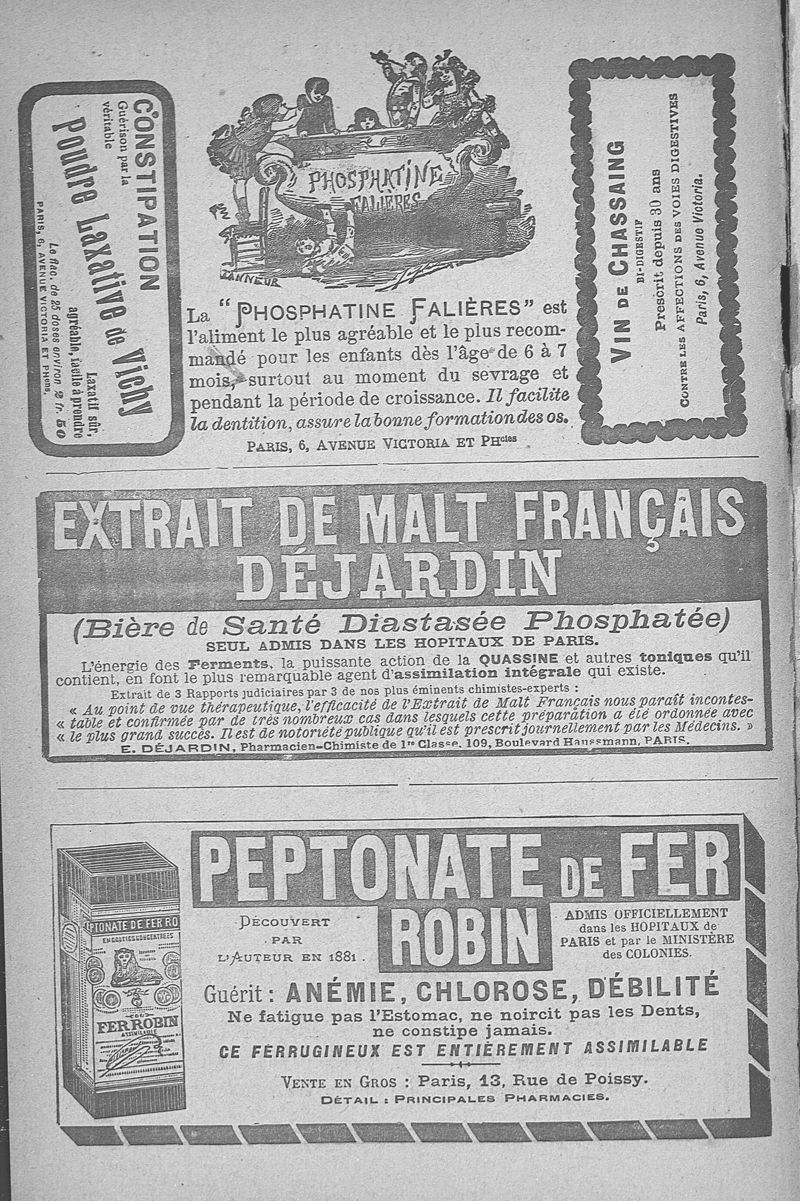 CONSTIPATION
Guérison par la
véritable
Poudre Laxative de Vichy
Laxatif sûr,
agréable, facile à prendre
Le flac. de 25 doses environ 2 fr. 50
PARIS, 6, AVENUE VICTORIA ET PHcies.
PHOSPHATINE
FALIÈRES
La "PHOSPHATINE FALIÈRES" est
l'aliment le plus agréable et le plus recom-
mandé pour les enfants dès l'âge de 6 à 7
mois, surtout au moment du sevrage et
pendant la période de croissance. Il facilite
la dentition, assure la bonne formation des os.
PARIS, 6, AVENUE VICTORIA ET PHcies
VIN DE CHASSAING
BI-DIGESTIF
Prescrit depuis 30 ans
CONTRE LES AFFECTIONS DES VOIES DIGESTIVES
Paris, 6, Avenue Victoria.
EXTRAIT DE MALT FRANÇAIS
DÉJARDIN
(Bière de Santé Diastasée Phosphatée)
SEUL ADMIS DANS LES HOPITAUX DE PARIS.
L'énergie des Ferments, la puissante action de la QUASSINE et autres toniques qu'il
contient, en font le plus remarquable agent d'assimilation intégrale qui existe.
Extrait de 3 Rapports judiciaires par 3 de nos plus éminents chimistes-experts :
« Au point de vue thérapeutique, l'efficacité de l'Extrait de Malt Français nous paraît incontes-
« table et confirmée par de très nombreux cas dans lesquels cette préparation a été ordonnée avec
« le plus grand succès. Il est de notoriété publique qu'il est prescrit journellement par les Médecins. »
E. DÉJARDIN, Pharmacien-Chimiste de 1re Classe. 109, Boulevard Haussmann, PARIS.
PEPTONATE DE FER
ROBIN
DÉCOUVERT
PAR
L'AUTEUR EN 1881.
ADMIS OFFICIELLEMENT
dans les HOPITAUX de
PARIS et par le MINISTÈRE
des COLONIES.
PTONATE DE FER RO
EN GOUTTES CONCENTRÉES
FER ROBIN
ASSIMILABLE
Guérit : ANÉMIE, CHLOROSE, DÉBILITÉ
Ne fatigue pas l'Estomac, ne noircit pas les Dents,
ne constipe jamais.
CE FERRUGINEUX EST ENTIÈREMENT ASSIMILABLE
VENTE EN GROS : Paris, 13, Rue de Poissy.
DÉTAIL : PRINCIPALES PHARMACIES.